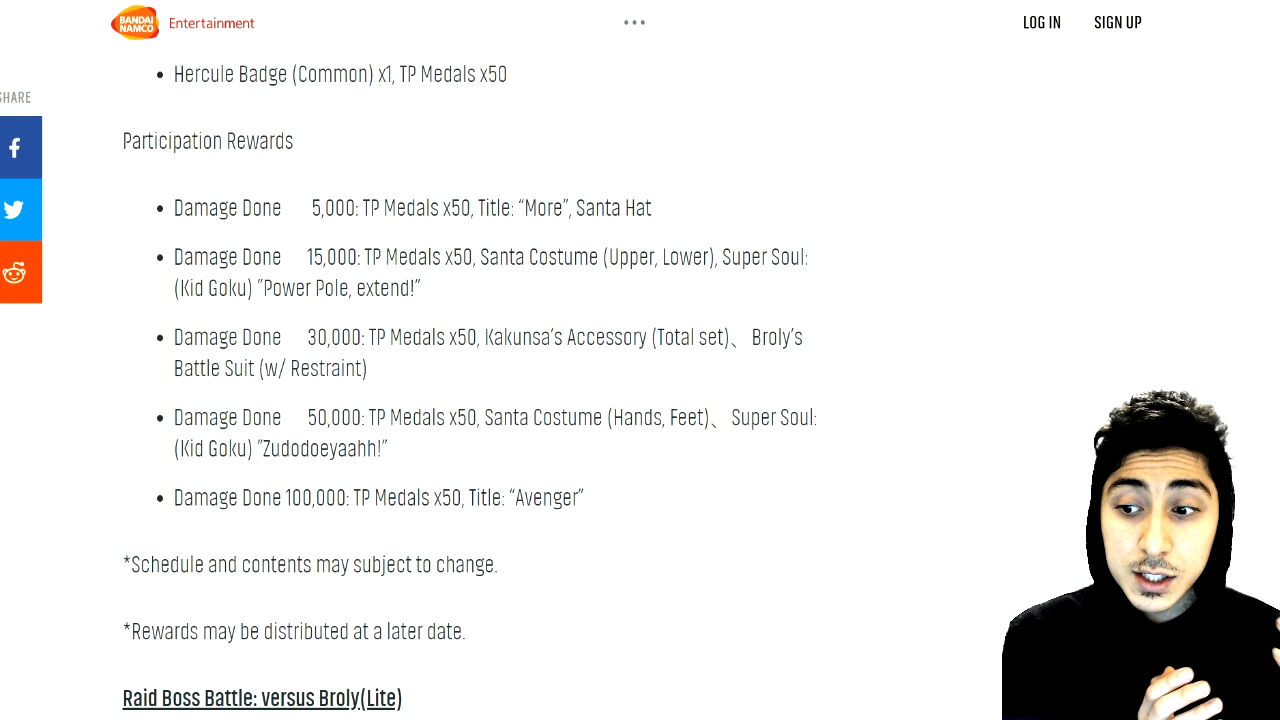 BANDAI
NAMCO
Entertainment
•••
LOG IN
SIGN UP
SHARE
• Hercule Badge (Common) x1, TP Medals x50
Participation Rewards
• Damage Done 5,000: TP Medals x50, Title: “More”, Santa Hat
• Damage Done 15,000: TP Medals x50, Santa Costume (Upper, Lower), Super Soul:
(Kid Goku) ”Power Pole, extend!”
• Damage Done 30,000: TP Medals x50, Kakunsa’s Accessory (Total set)、 Broly’s
Battle Suit (w/ Restraint)
• Damage Done 50,000: TP Medals x50, Santa Costume (Hands, Feet)、 Super Soul:
(Kid Goku) ”Zudodoeyaahh!”
• Damage Done 100,000: TP Medals x50, Title: “Avenger”
*Schedule and contents may subject to change.
*Rewards may be distributed at a later date.
Raid Boss Battle: versus Broly(Lite)